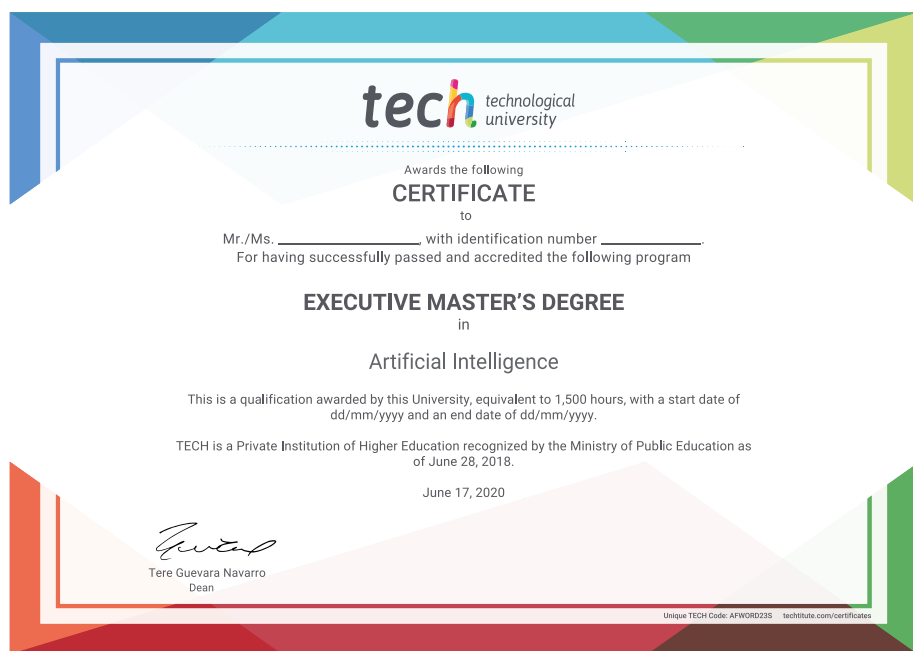 tech technological
university
Awards the following
CERTIFICATE
to
Mr./Ms. ____________________, with identification number ______________.
For having successfully passed and accredited the following program
EXECUTIVE MASTER'S DEGREE
in
Artificial Intelligence
This is a qualification awarded by this University, equivalent to 1,500 hours, with a start date of
dd/mm/yyyy and an end date of dd/mm/yyyy.
TECH is a Private Institution of Higher Education recognized by the Ministry of Public Education as
of June 28, 2018.
June 17, 2020
Tere Guevara Navarro
Dean
Unique TECH Code: AFWORD23S techtitute.com/certificates